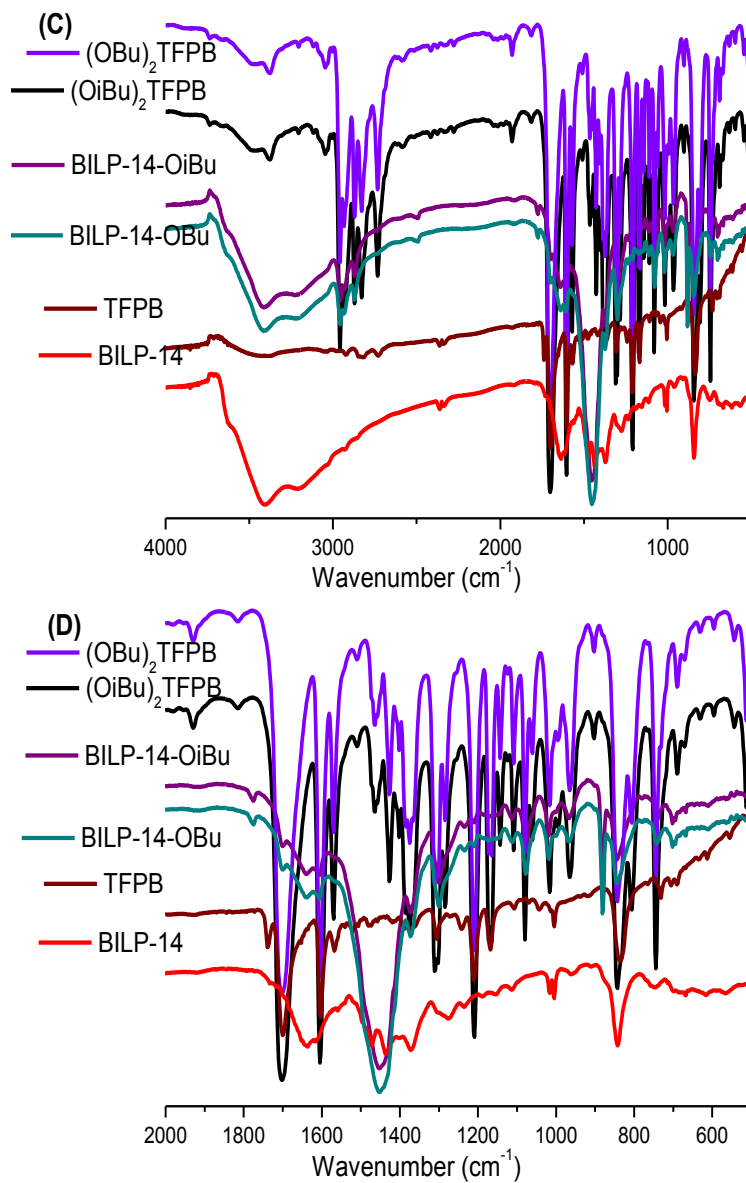 (C)
(OBu)₂TFPB
(OiBu)₂TFPB
BILP-14-OiBu
BILP-14-OBu
TFPB
BILP-14
4000 3000 2000 1000
Wavenumber (cm⁻¹)
(D)
(OBu)₂TFPB
(OiBu)₂TFPB
BILP-14-OiBu
BILP-14-OBu
TFPB
BILP-14
2000 1800 1600 1400 1200 1000 800 600
Wavenumber (cm⁻¹)